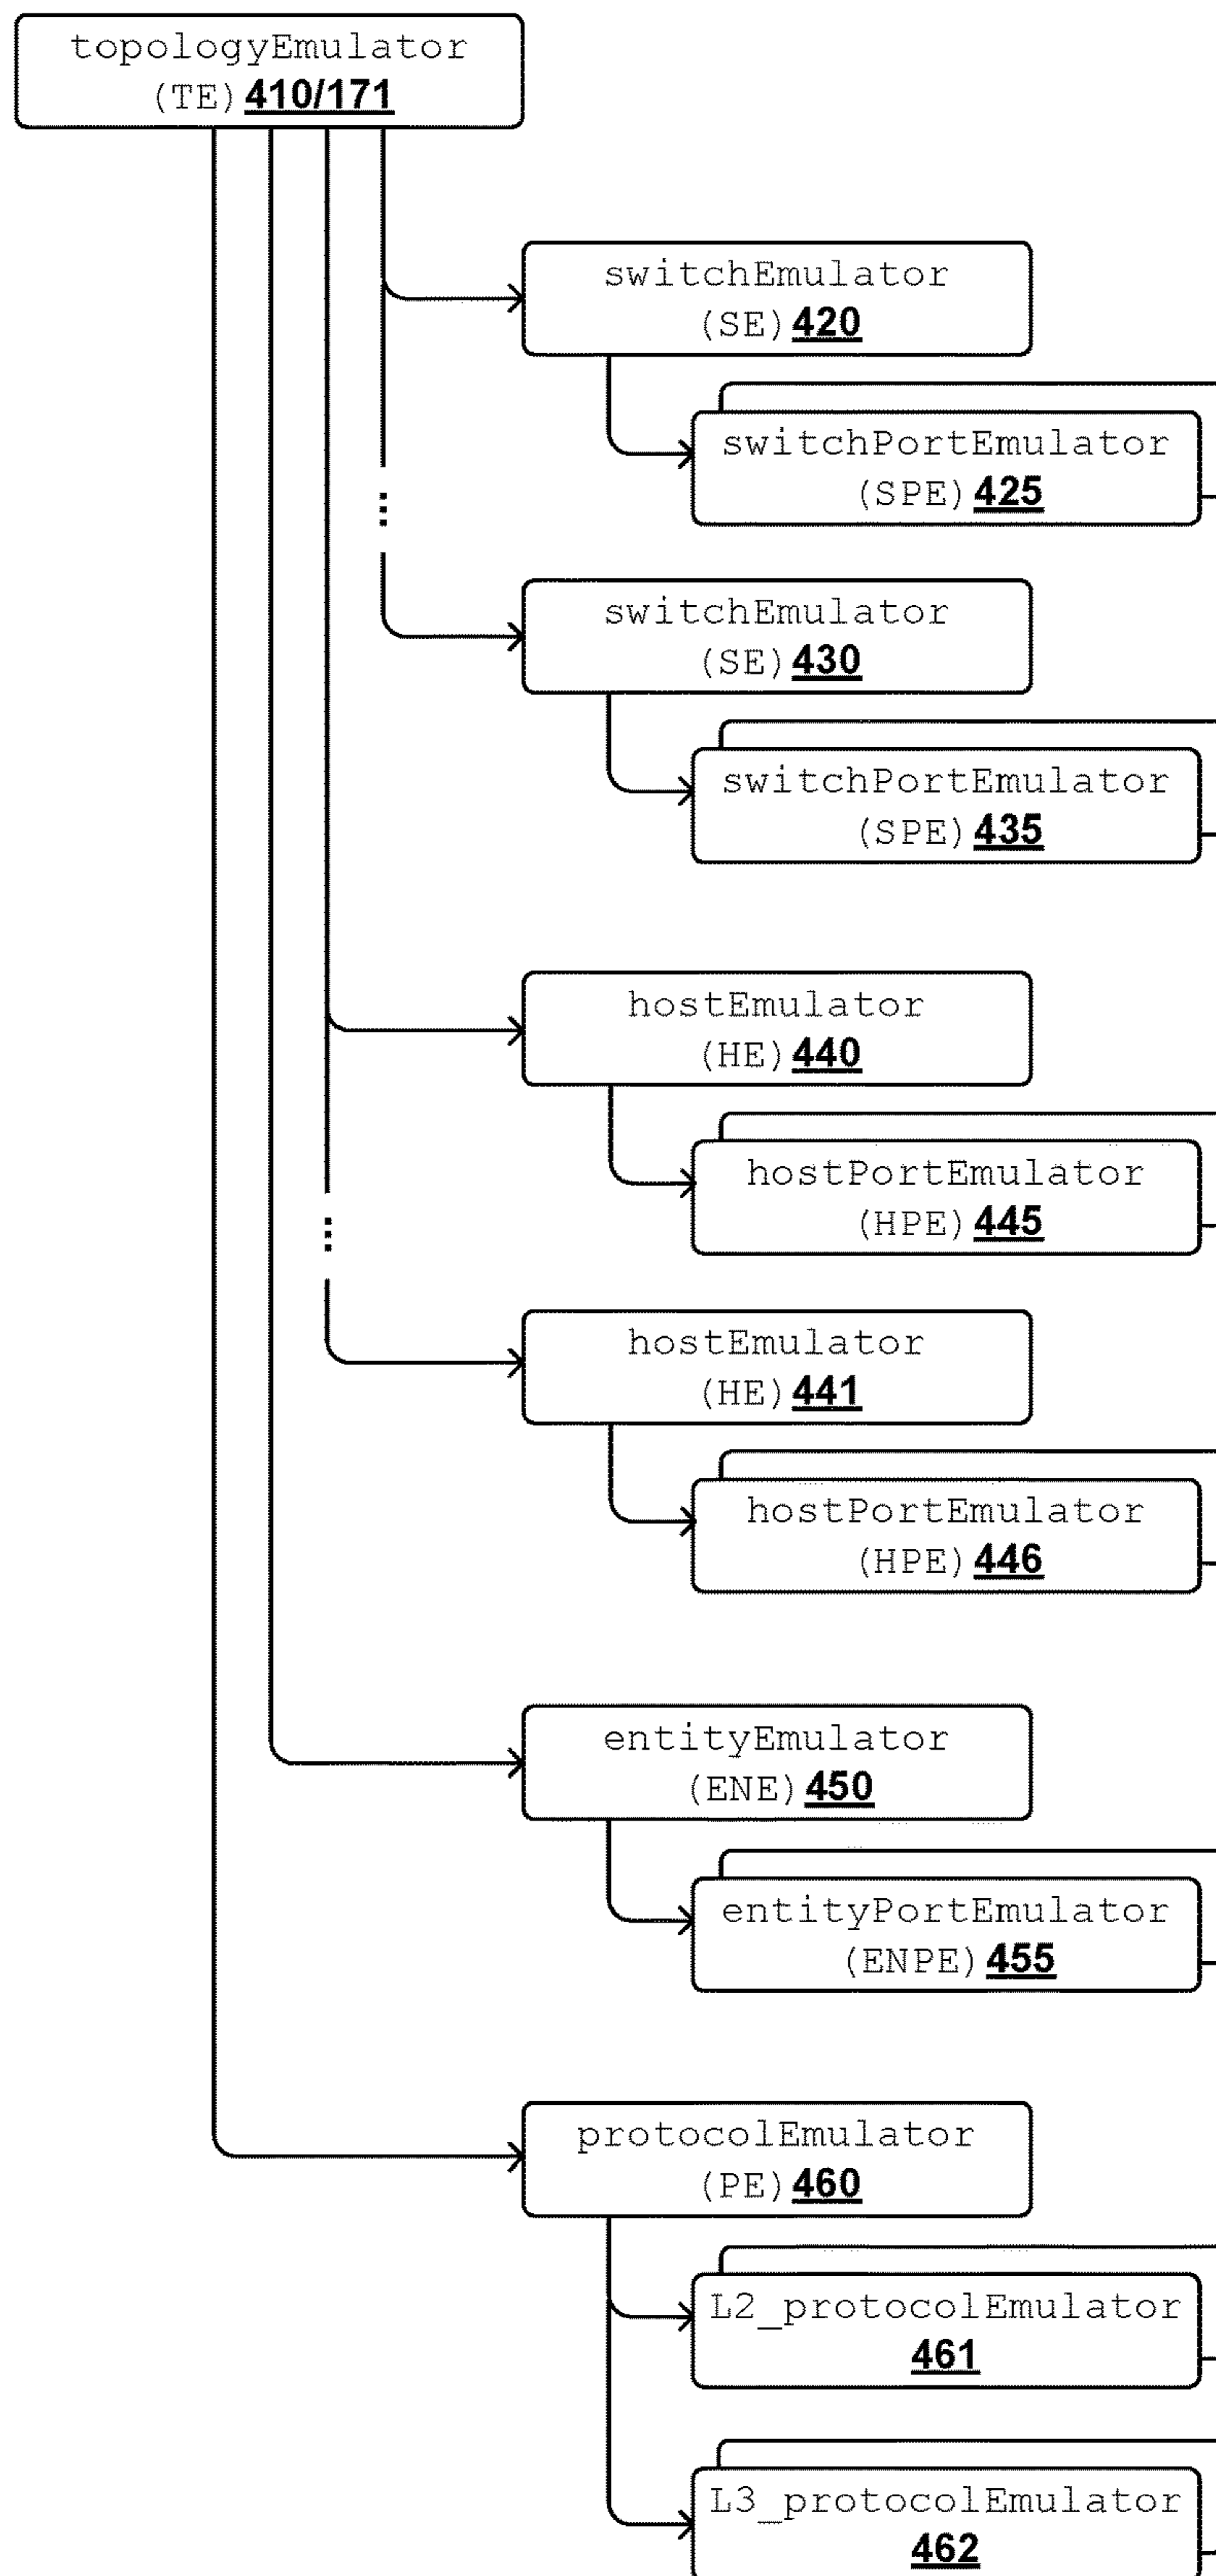 topologyEmulator
(TE) 410/171
switchEmulator
(SE) 420
switchPortEmulator
(SPE) 425
⋮
switchEmulator
(SE) 430
switchPortEmulator
(SPE) 435
hostEmulator
(HE) 440
hostPortEmulator
(HPE) 445
⋮
hostEmulator
(HE) 441
hostPortEmulator
(HPE) 446
entityEmulator
(ENE) 450
entityPortEmulator
(ENPE) 455
protocolEmulator
(PE) 460
L2_protocolEmulator
461
L3_protocolEmulator
462